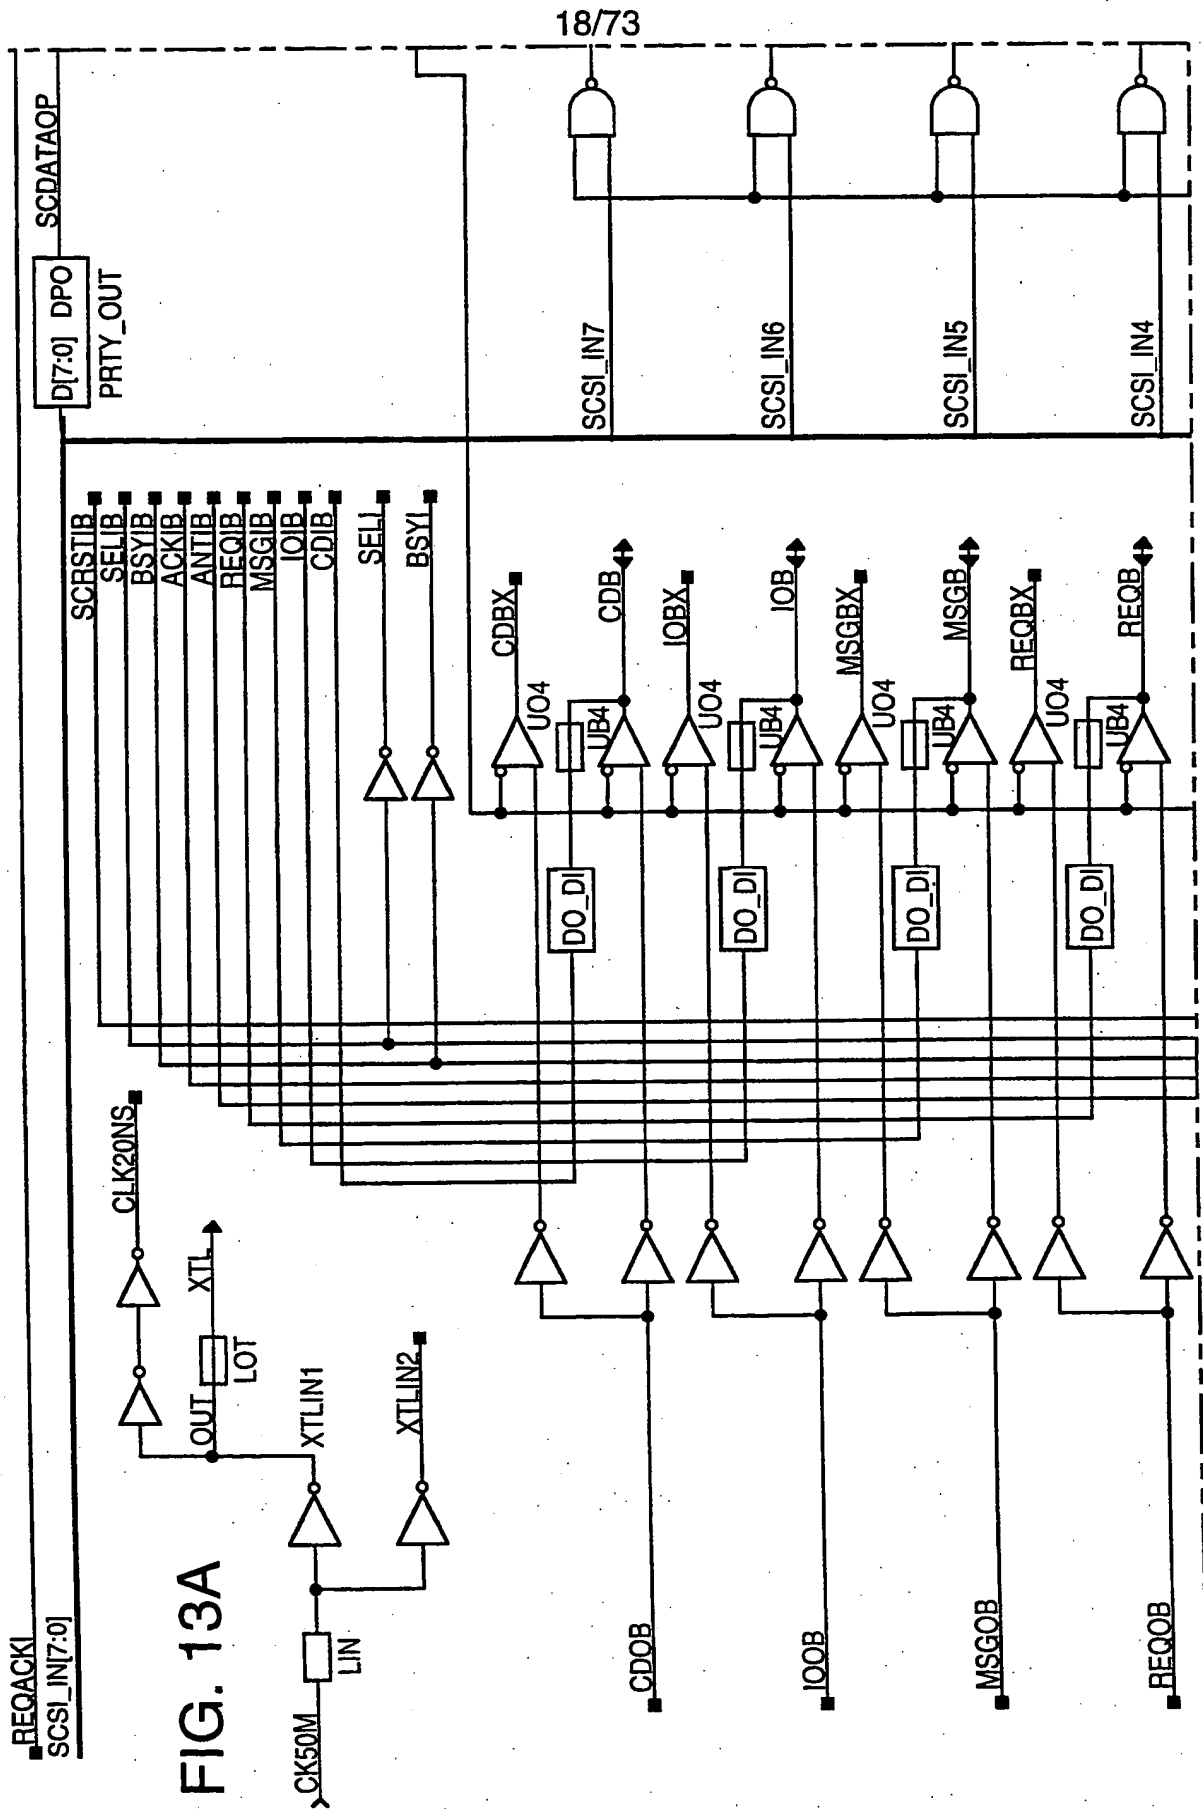 18/73
FIG. 13A
REQACKI
SCSI_IN[7:0]
D[7:0] DPO
PRTY_OUT
SCDATAOP
CK50M
LIN
XTLIN1
XTLIN2
OUT
LOT
XTL
CLK20NS
SCRSTIB
SELIB
BSYIB
ACKIB
ANTIB
REQIB
MSGIB
IOIB
CDIB
SELI
BSYI
CDOB
DO_DI
UO4
CDBX
UB4
CDB
IOOB
DO_DI
UO4
IOBX
UB4
IOB
MSGOB
DO_DI
UO4
MSGBX
UB4
MSGB
REQOB
DO_DI
UO4
REQBX
UB4
REQB
SCSI_IN7
SCSI_IN6
SCSI_IN5
SCSI_IN4